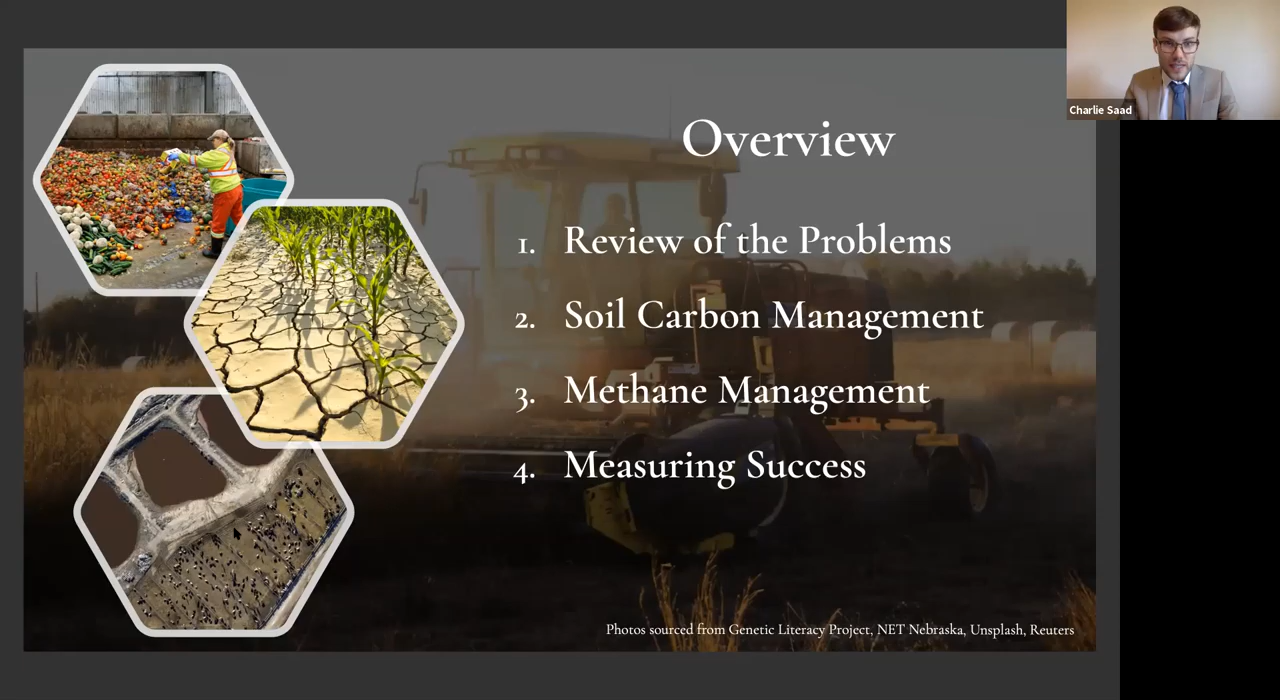 Charlie Saad
Overview
1. Review of the Problems
2. Soil Carbon Management
3. Methane Management
4. Measuring Success
Photos sourced from Genetic Literacy Project, NET Nebraska, Unsplash, Reuters